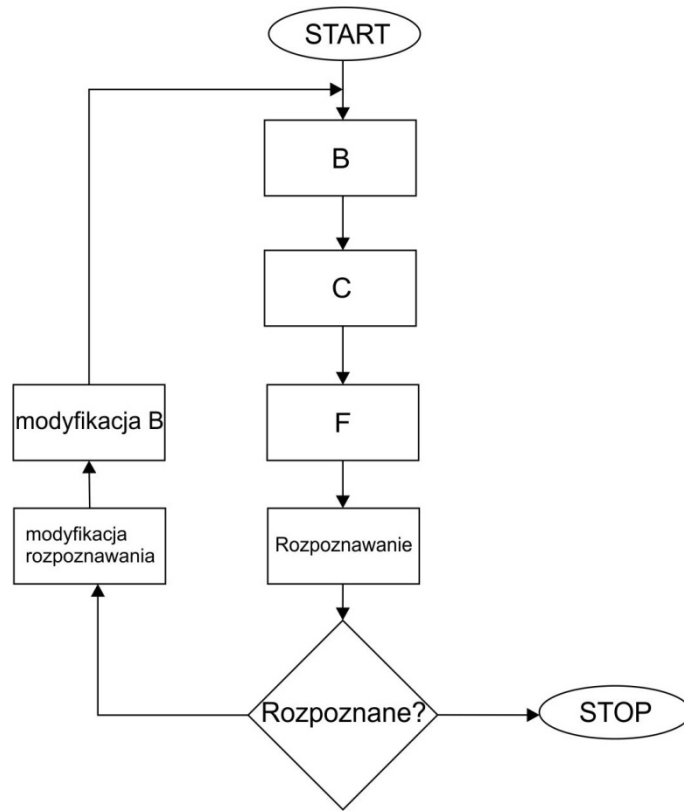 START
B
C
F
Rozpoznawanie
Rozpoznane?
STOP
modyfikacja
rozpoznawania
modyfikacja B